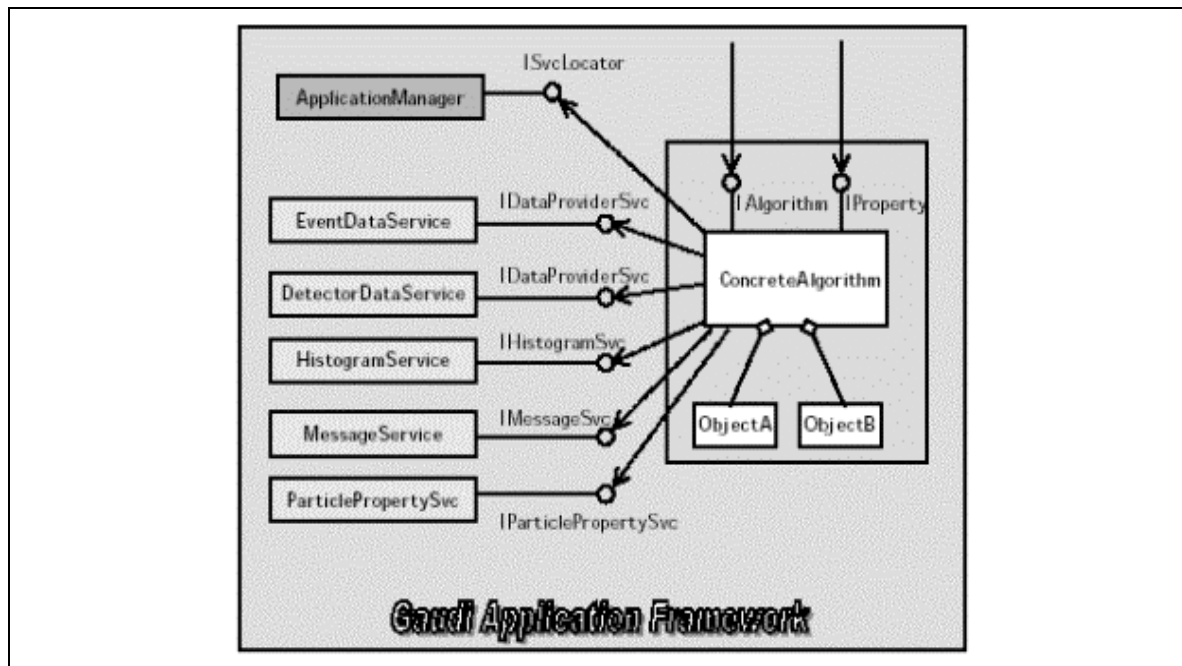 ISvcLocator
ApplicationManager
IDataProviderSvc
IAlgorithm
IProperty
EventDataService
IDataProviderSvc
ConcreteAlgorithm
DetectorDataService
IHistogramSvc
HistogramService
IMessageSvc
ObjectA
ObjectB
MessageService
ParticlePropertySvc
IParticlePropertySvc
Gaudi Application Framework